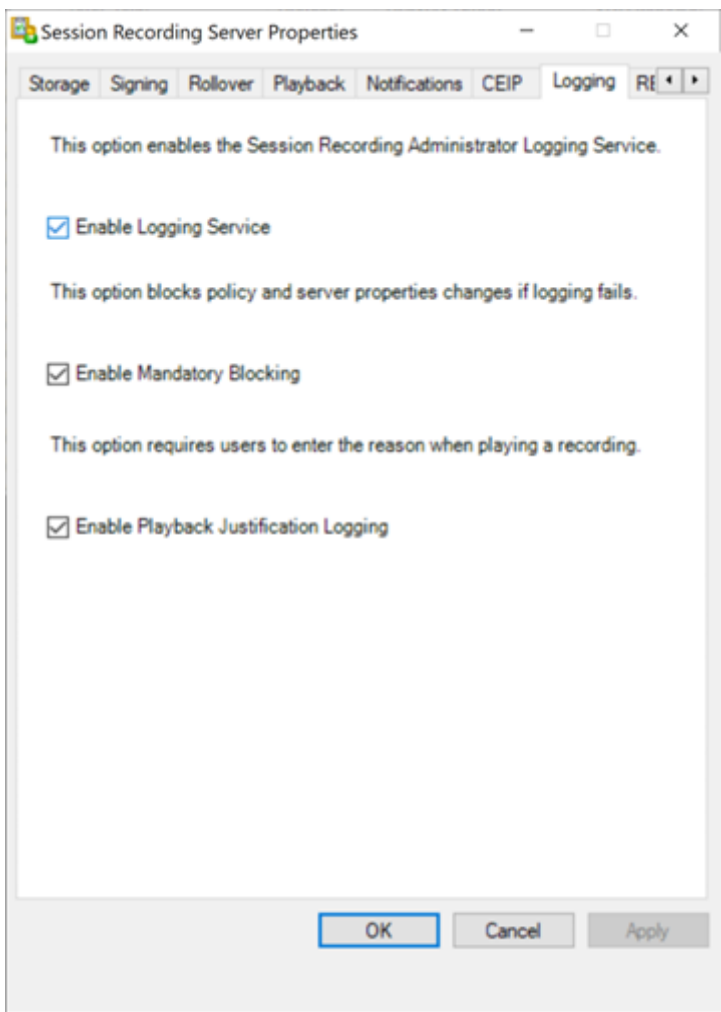 Session Recording Server Properties
Storage Signing Rollover Playback Notifications CEIP Logging
This option enables the Session Recording Administrator Logging Service.
Enable Logging Service
This option blocks policy and server properties changes if logging fails.
Enable Mandatory Blocking
This option requires users to enter the reason when playing a recording.
Enable Playback Justification Logging
OK Cancel Apply